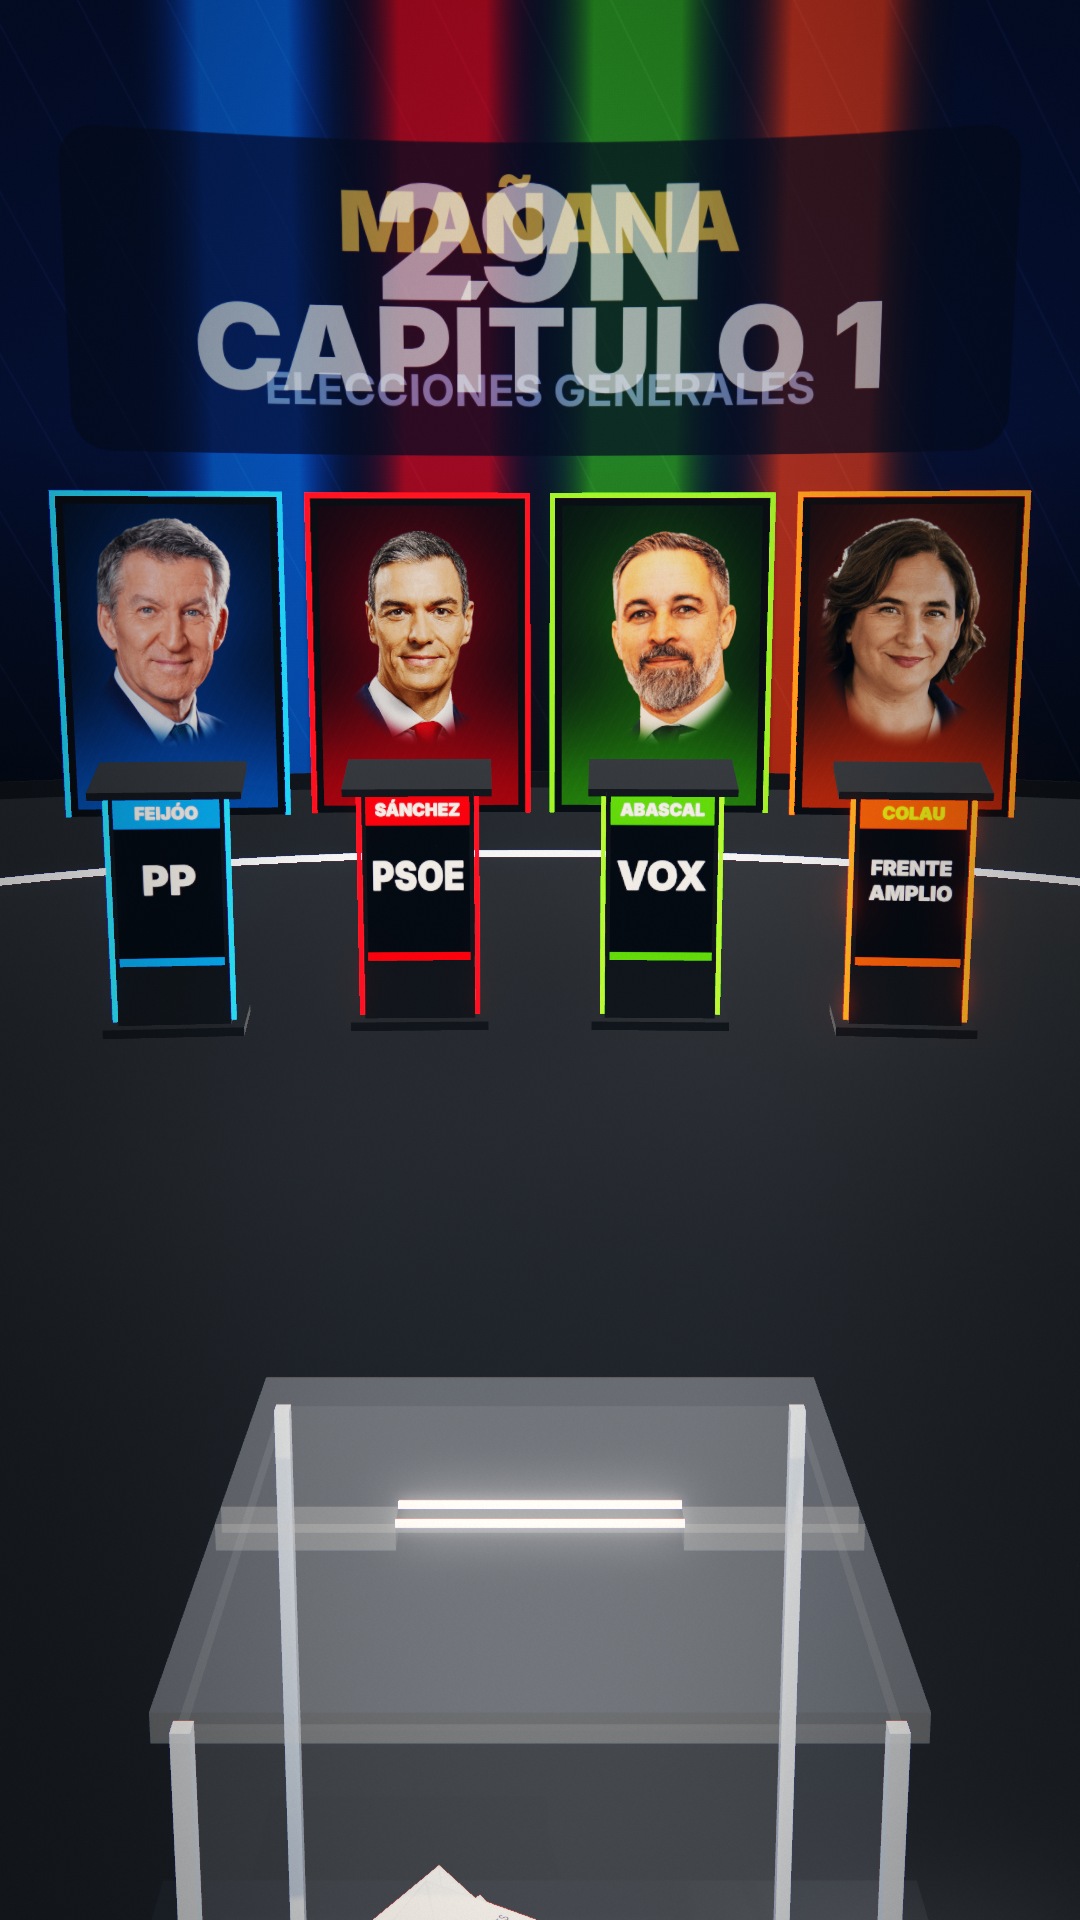 MAÑANA
29N
CAPÍTULO 1
ELECCIONES GENERALES
FEIJÓO
SÁNCHEZ
ABASCAL
COLAU
PP
PSOE
VOX
FRENTE
AMPLIO